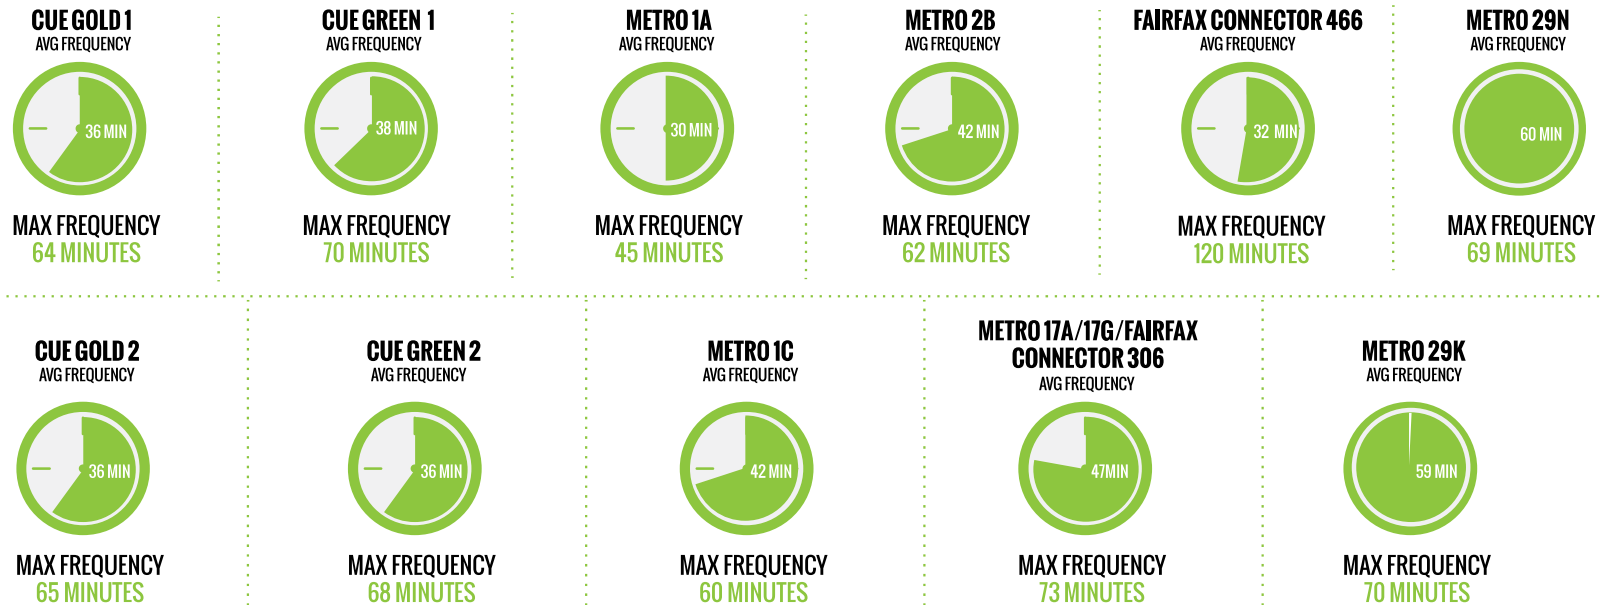 CUE GOLD 1
AVG FREQUENCY
36 MIN
MAX FREQUENCY
64 MINUTES
CUE GREEN 1
AVG FREQUENCY
38 MIN
MAX FREQUENCY
70 MINUTES
METRO 1A
AVG FREQUENCY
30 MIN
MAX FREQUENCY
45 MINUTES
METRO 2B
AVG FREQUENCY
42 MIN
MAX FREQUENCY
62 MINUTES
FAIRFAX CONNECTOR 466
AVG FREQUENCY
32 MIN
MAX FREQUENCY
120 MINUTES
METRO 29N
AVG FREQUENCY
60 MIN
MAX FREQUENCY
69 MINUTES
CUE GOLD 2
AVG FREQUENCY
36 MIN
MAX FREQUENCY
65 MINUTES
CUE GREEN 2
AVG FREQUENCY
36 MIN
MAX FREQUENCY
68 MINUTES
METRO 1C
AVG FREQUENCY
42 MIN
MAX FREQUENCY
60 MINUTES
METRO 17A/17G/FAIRFAX
CONNECTOR 306
AVG FREQUENCY
47MIN
MAX FREQUENCY
73 MINUTES
METRO 29K
AVG FREQUENCY
59 MIN
MAX FREQUENCY
70 MINUTES